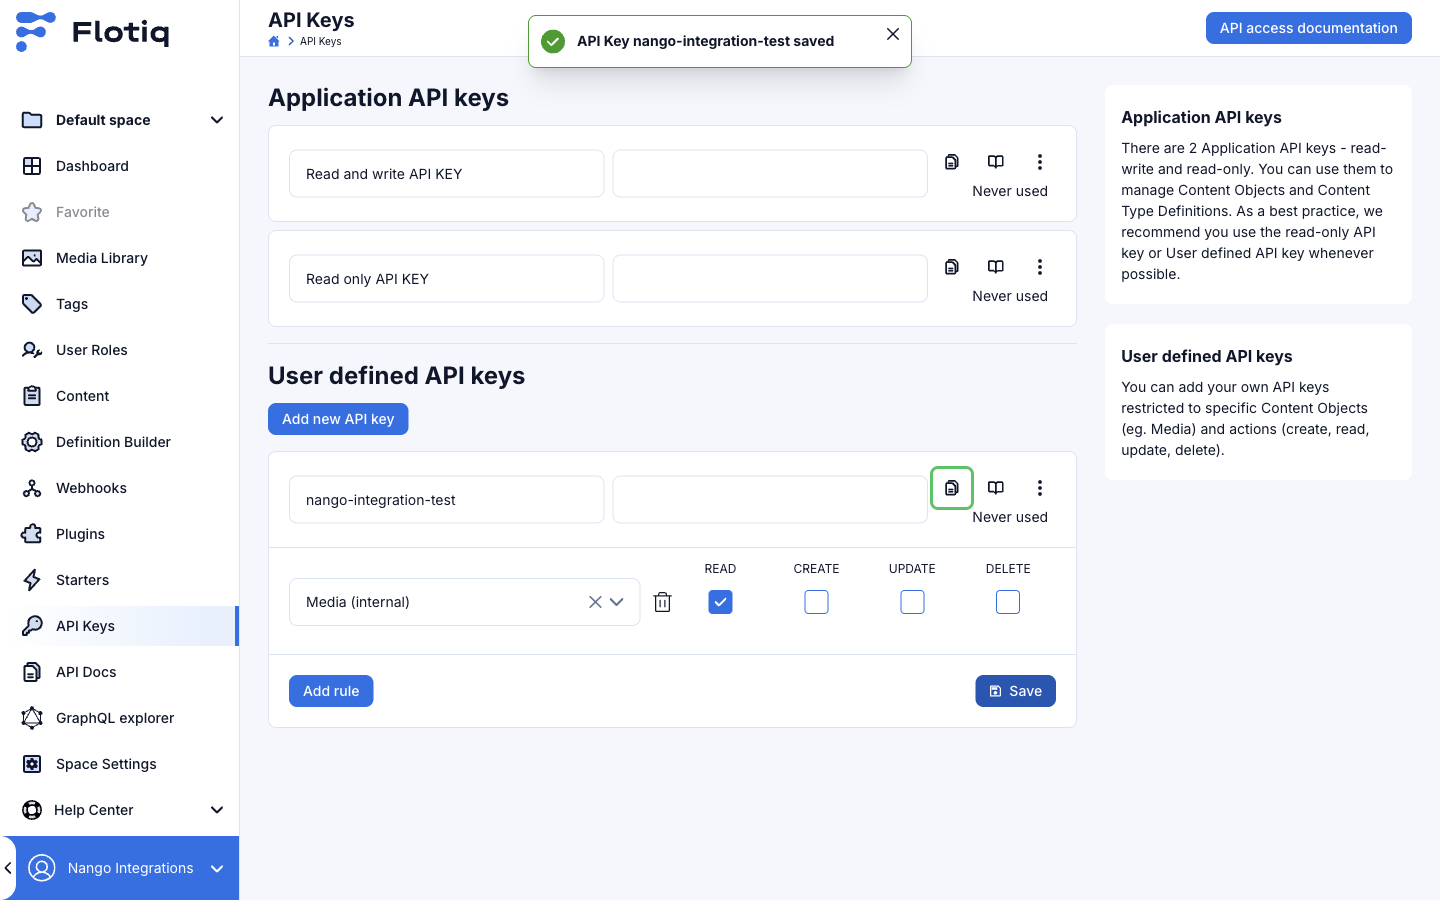 Flotiq
Default space
Dashboard
Favorite
Media Library
Tags
User Roles
Content
Definition Builder
Webhooks
Plugins
Starters
API Keys
API Docs
GraphQL explorer
Space Settings
Help Center
Nango Integrations
API Keys
API Keys
API Key nango-integration-test saved
API access documentation
Application API keys
Read and write API KEY
Never used
Read only API KEY
Never used
User defined API keys
Add new API key
nango-integration-test
Never used
READ CREATE UPDATE DELETE
Media (internal)
Add rule
Save
Application API keys
There are 2 Application API keys - read-
write and read-only. You can use them to
manage Content Objects and Content
Type Definitions. As a best practice, we
recommend you use the read-only API
key or User defined API key whenever
possible.
User defined API keys
You can add your own API keys
restricted to specific Content Objects
(eg. Media) and actions (create, read,
update, delete).